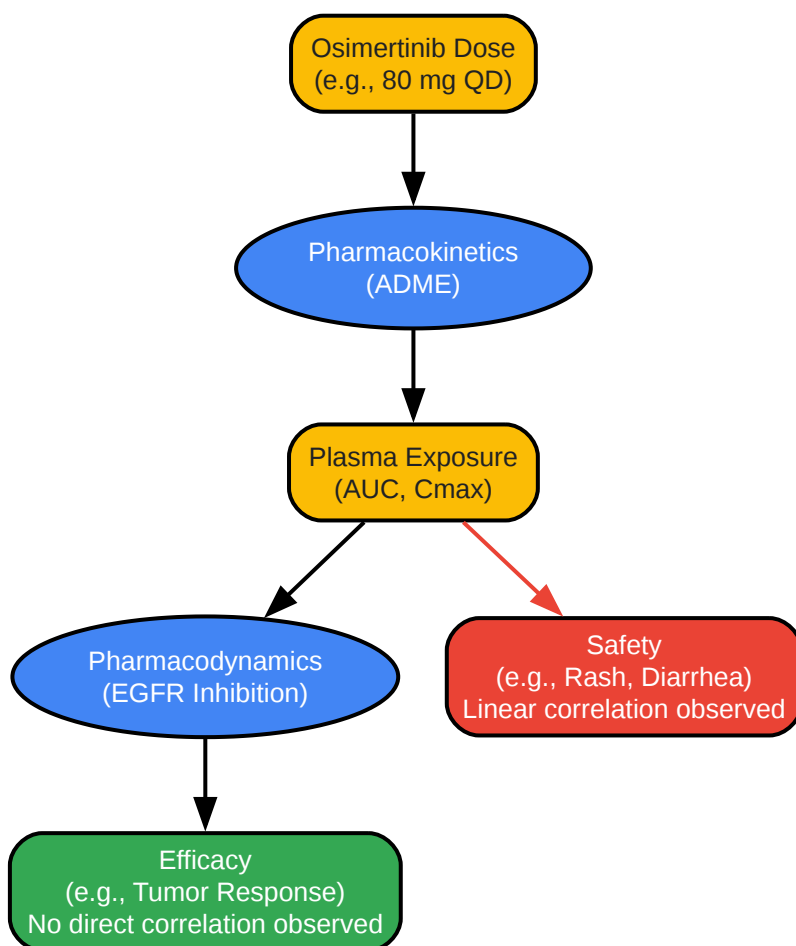 Osimertinib Dose
(e.g., 80 mg QD)
Pharmacokinetics
(ADME)
Plasma Exposure
(AUC, Cmax)
Pharmacodynamics
(EGFR Inhibition)
Safety
(e.g., Rash, Diarrhea)
Linear correlation observed
Efficacy
(e.g., Tumor Response)
No direct correlation observed